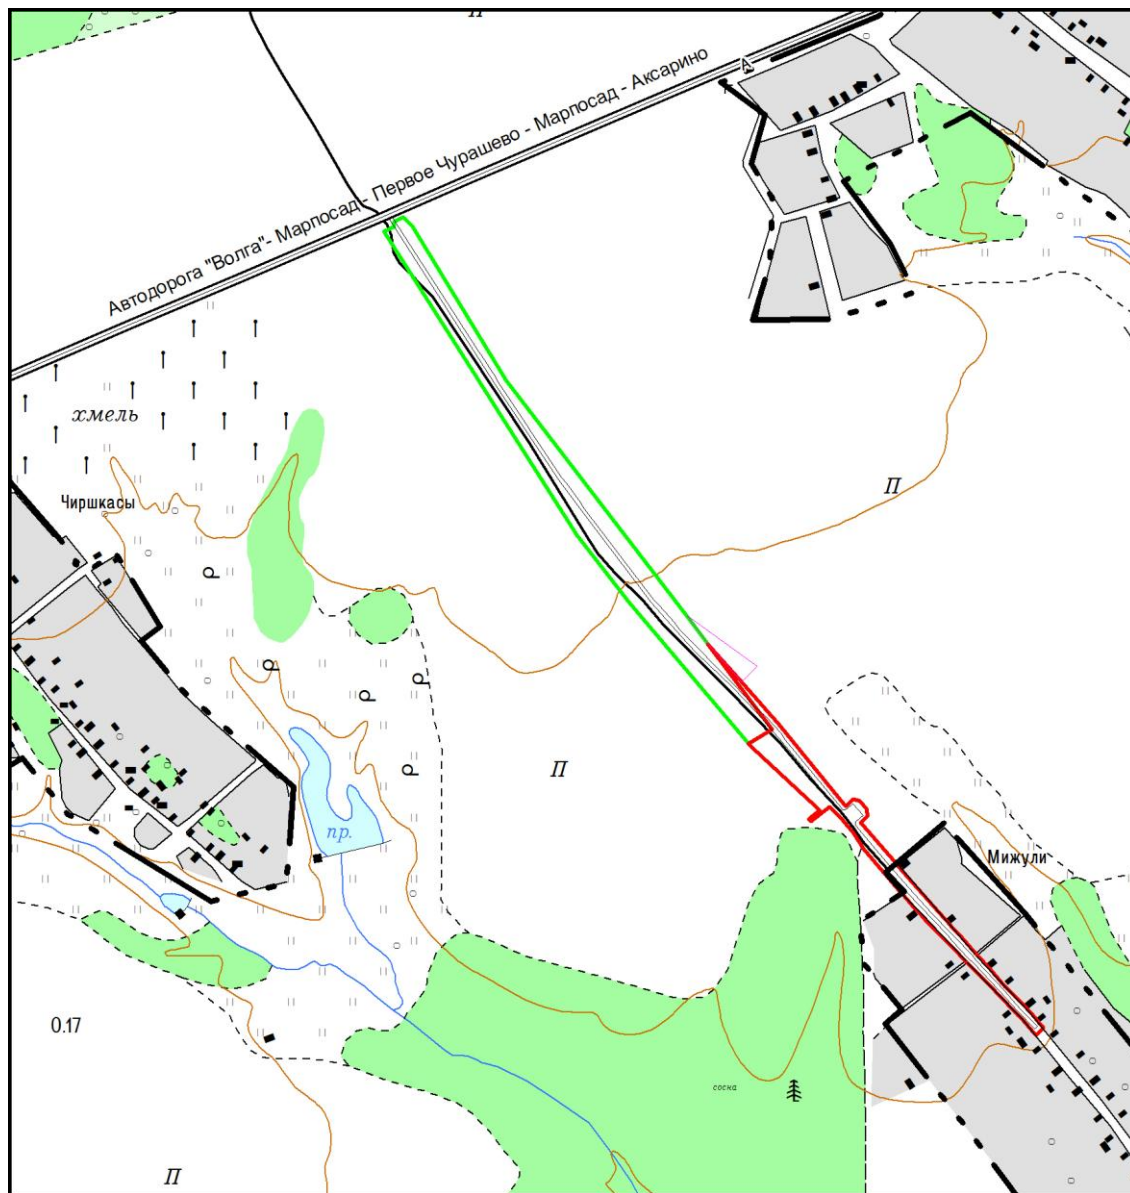 П
А
Автодорога "Волга"- Марпосад - Первое Чурашево - Марпосад - Аксарино
хмель
П
Чиршкасы
П
пр.
Мижули
0.17
сосна
П